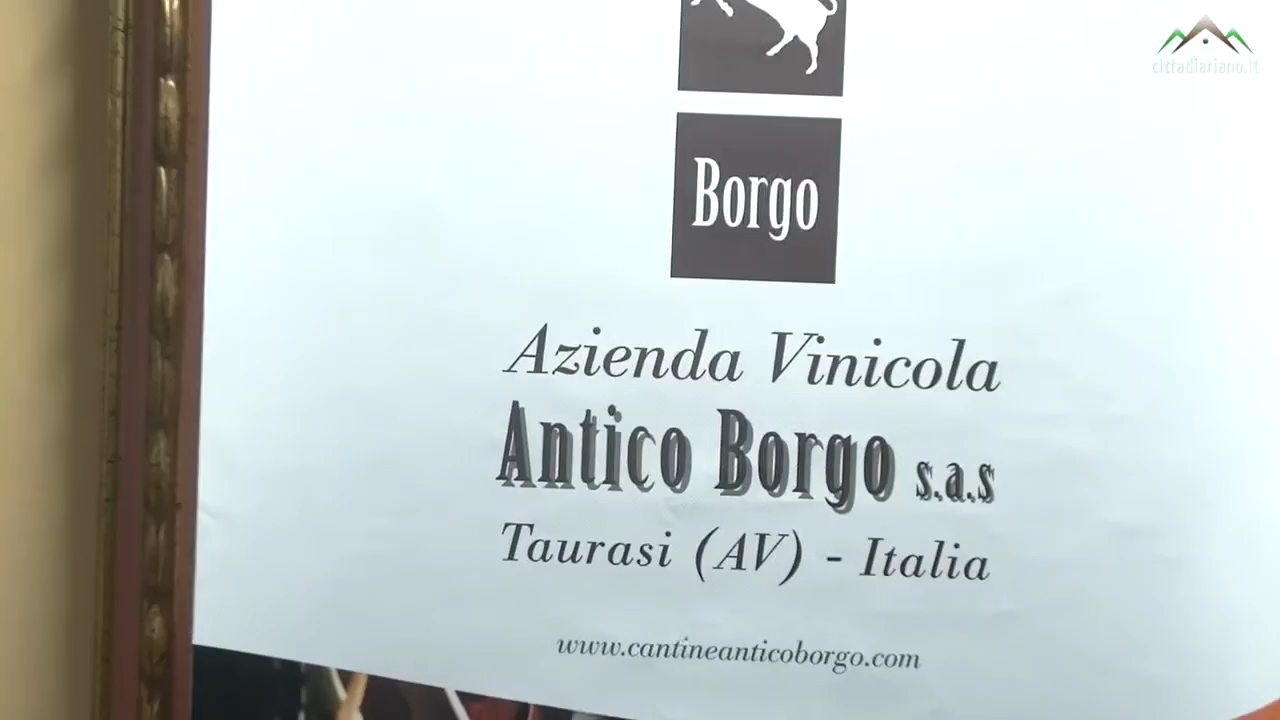 cittadiariano.it
Borgo
Azienda Vinicola
Antico Borgo s.a.s
Taurasi (AV) - Italia
www.cantineanticoborgo.com